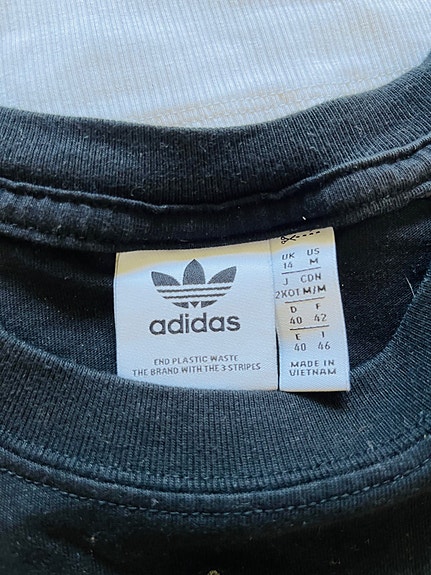 adidas
END PLASTIC WASTE
THE BRAND WITH THE 3 STRIPES
UK US
14 M
J CDN
2XOT M/M
D F
40 42
E I
40 46
MADE IN
VIETNAM